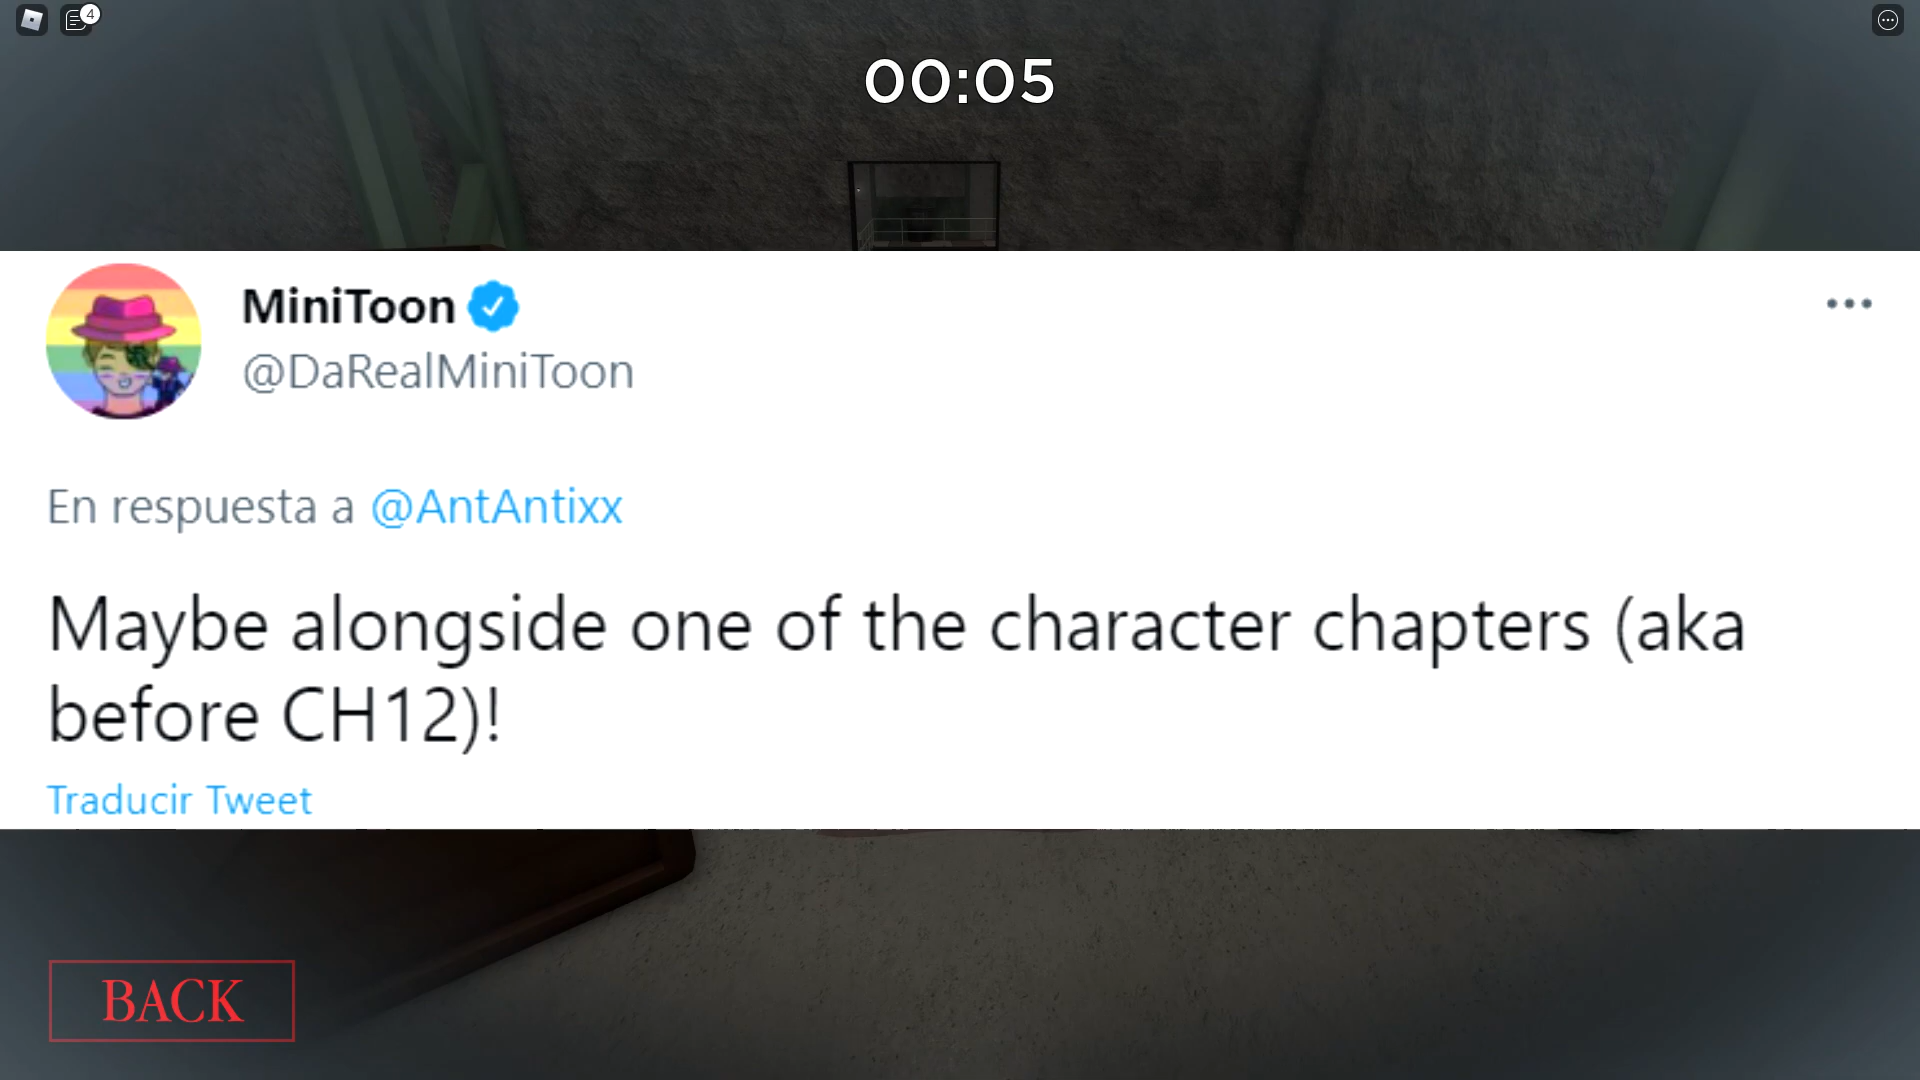 4
00:05
MiniToon
@DaRealMiniToon
En respuesta a @AntAntixx
Maybe alongside one of the character chapters (aka
before CH12)!
Traducir Tweet
BACK